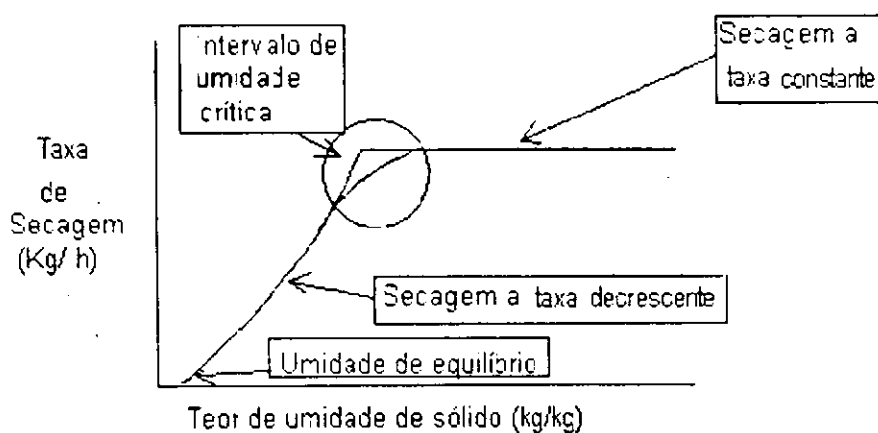 Intervalo de
umidade
crítica
Secagem a
taxa constante
Taxa
de
Secagem
(Kg/ h)
Secagem a taxa decrescente
Umidade de equilíbrio
Teor de umidade de sólido (kg/kg)